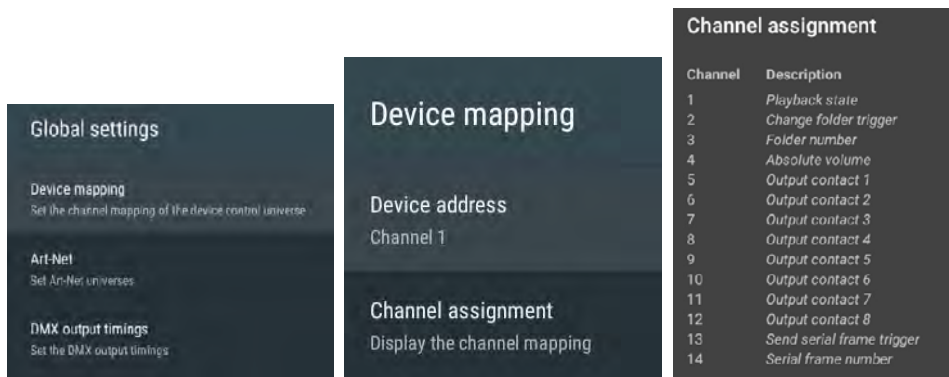 Global settings
Device mapping
Set the channel mapping of the device control universe
Art-Net
Set Art-Net universes
DMX output timings
Set the DMX output timings
Device mapping
Device address
Channel 1
Channel assignment
Display the channel mapping
Channel assignment
Channel Description
1 Playback state
2 Change folder trigger
3 Folder number
4 Absolute volume
5 Output contact 1
6 Output contact 2
7 Output contact 3
8 Output contact 4
9 Output contact 5
10 Output contact 6
11 Output contact 7
12 Output contact 8
13 Send serial frame trigger
14 Serial frame number